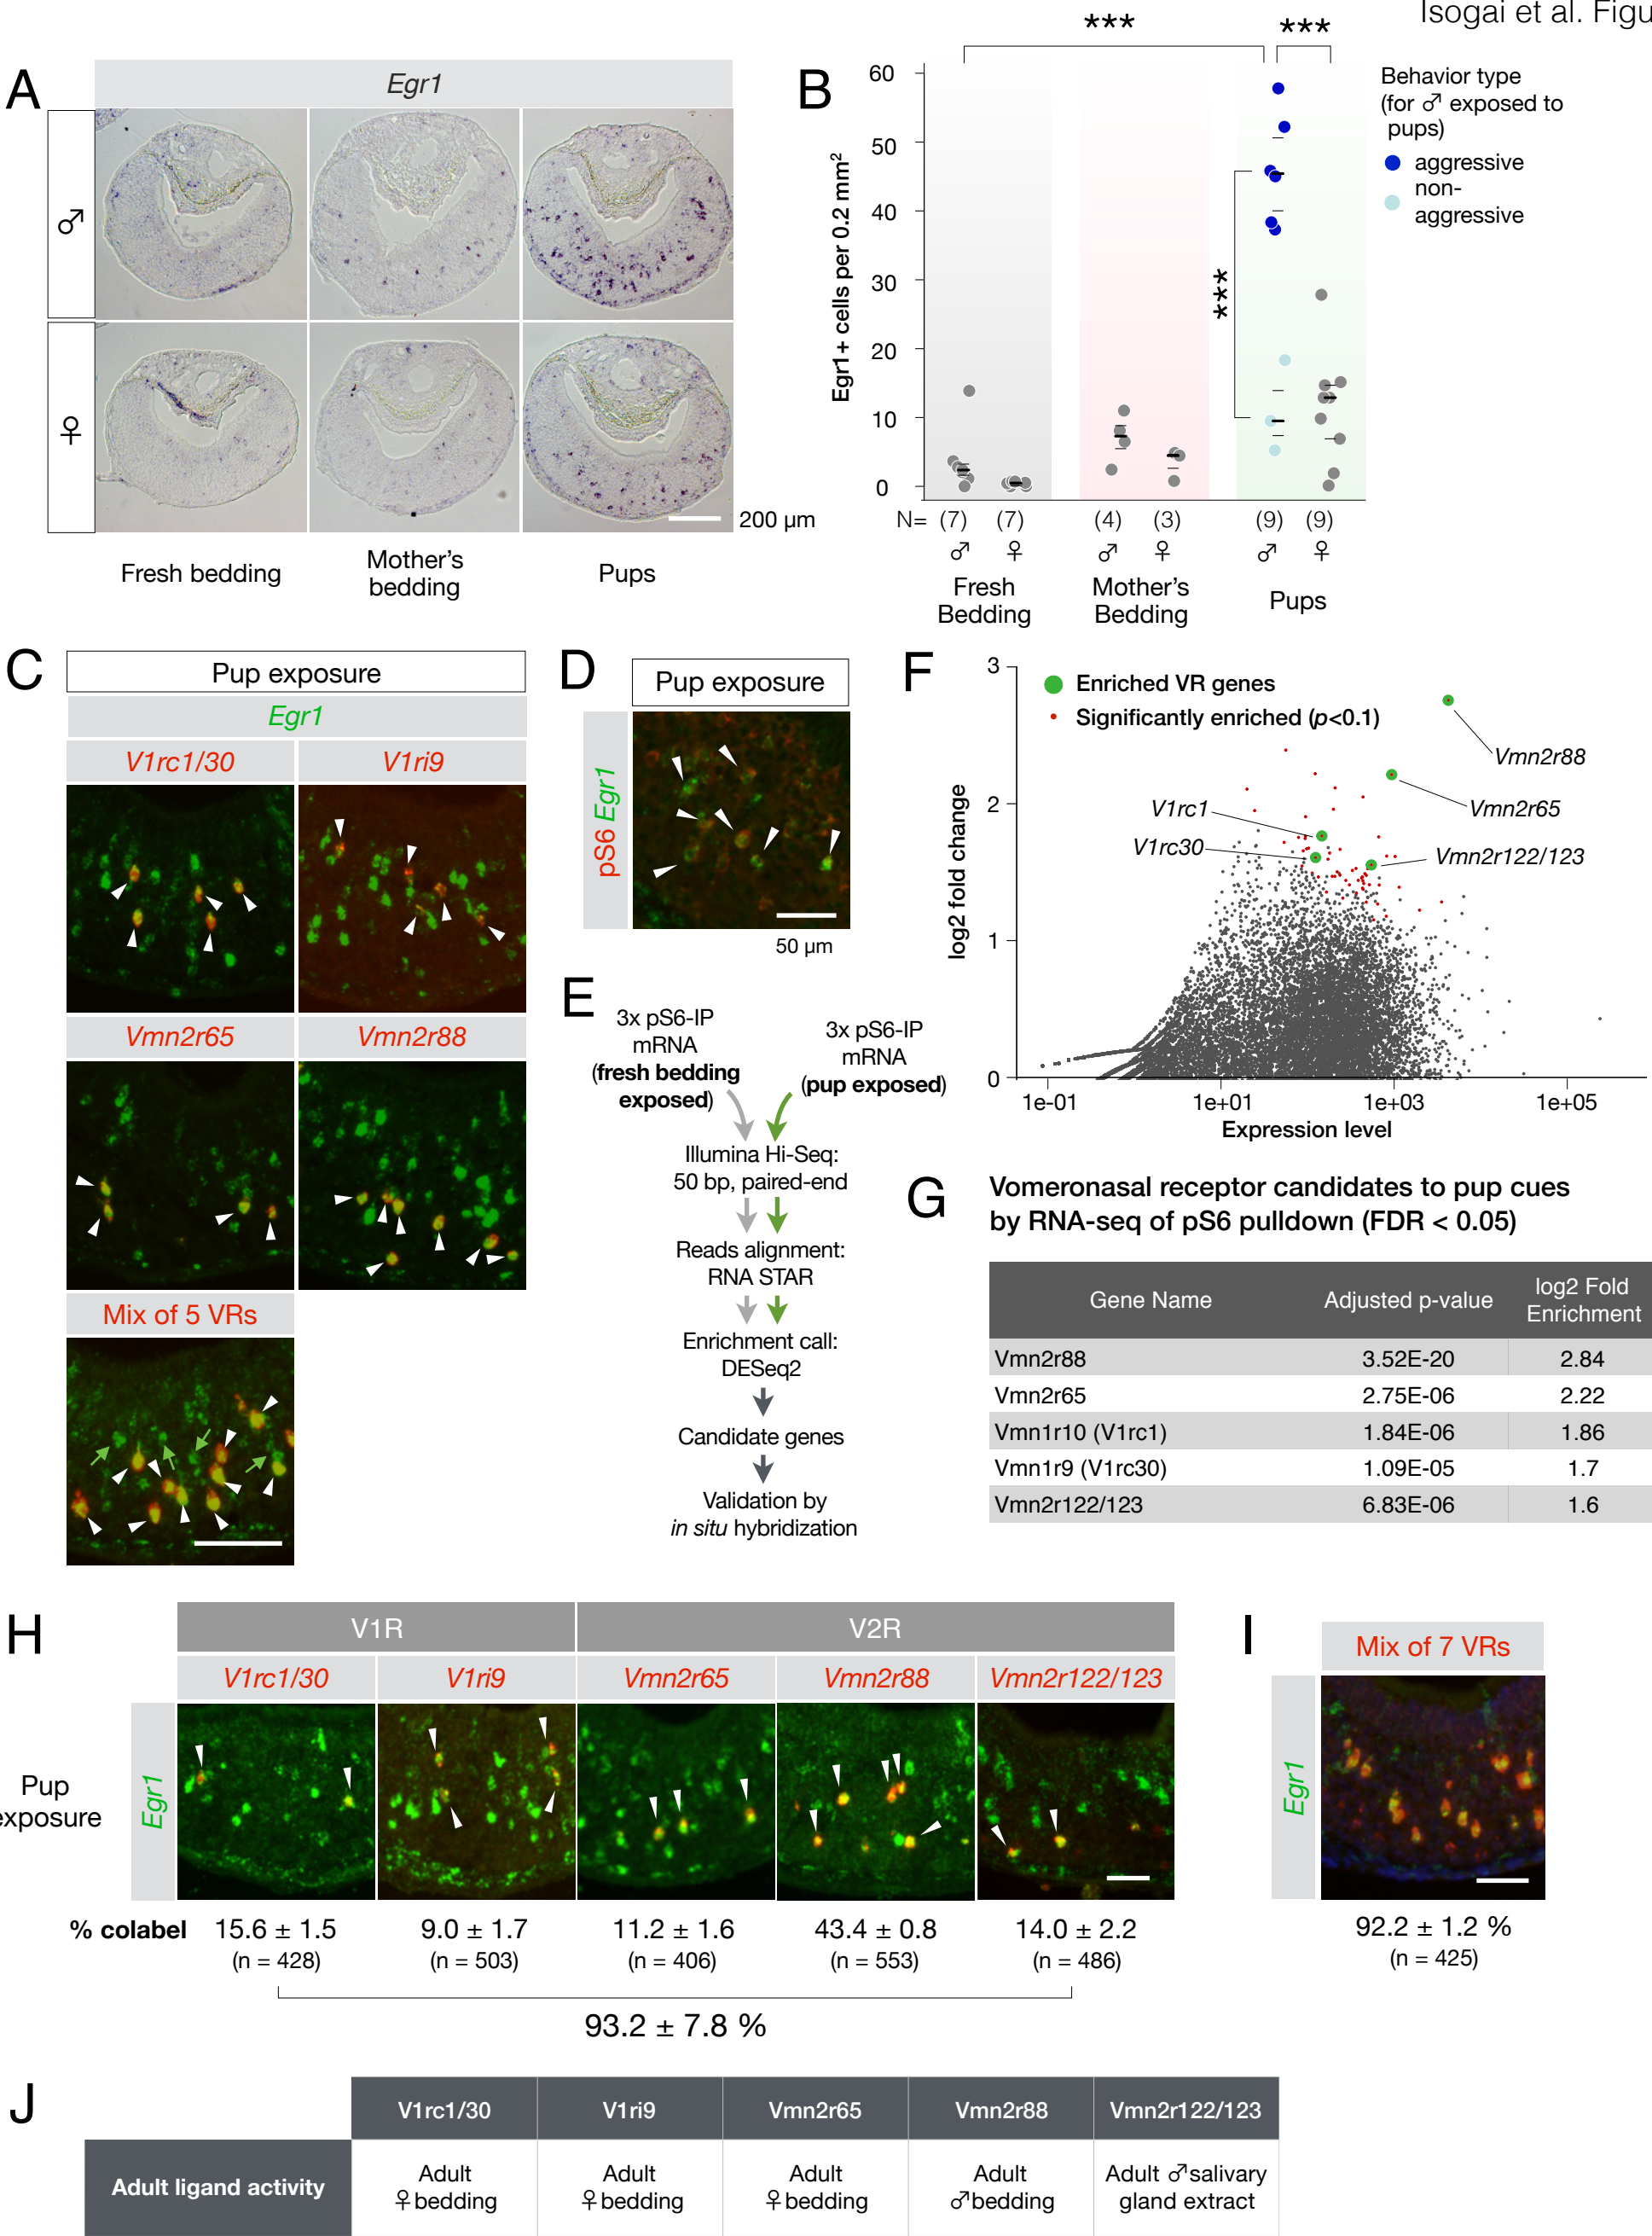 Isogai et al. Figu
A
Egr1
♂
♀
200 µm
Fresh bedding
Mother's
bedding
Pups
B
***
***
***
Egr1+ cells per 0.2 mm²
60
50
40
30
20
10
0
Behavior type
(for ♂ exposed to
pups)
aggressive
non-
aggressive
N= (7) (7) (4) (3) (9) (9)
♂ ♀ ♂ ♀ ♂ ♀
Fresh
Bedding
Mother's
Bedding
Pups
C
Pup exposure
Egr1
V1rc1/30
V1ri9
Vmn2r65
Vmn2r88
Mix of 5 VRs
D
Pup exposure
pS6 Egr1
50 µm
E
3x pS6-IP
mRNA
(fresh bedding
exposed)
3x pS6-IP
mRNA
(pup exposed)
Illumina Hi-Seq:
50 bp, paired-end
Reads alignment:
RNA STAR
Enrichment call:
DESeq2
Candidate genes
Validation by
in situ hybridization
F
log2 fold change
3
2
1
0
Enriched VR genes
Significantly enriched (p<0.1)
Vmn2r88
Vmn2r65
V1rc1
V1rc30
Vmn2r122/123
1e-01 1e+01 1e+03 1e+05
Expression level
G
Vomeronasal receptor candidates to pup cues
by RNA-seq of pS6 pulldown (FDR < 0.05)
Gene Name Adjusted p-value log2 Fold
Enrichment
Vmn2r88 3.52E-20 2.84
Vmn2r65 2.75E-06 2.22
Vmn1r10 (V1rc1) 1.84E-06 1.86
Vmn1r9 (V1rc30) 1.09E-05 1.7
Vmn2r122/123 6.83E-06 1.6
H
V1R V2R
V1rc1/30 V1ri9 Vmn2r65 Vmn2r88 Vmn2r122/123
Pup
exposure
Egr1
% colabel 15.6 ± 1.5 9.0 ± 1.7 11.2 ± 1.6 43.4 ± 0.8 14.0 ± 2.2
(n = 428) (n = 503) (n = 406) (n = 553) (n = 486)
93.2 ± 7.8 %
I
Mix of 7 VRs
Egr1
92.2 ± 1.2 %
(n = 425)
J
V1rc1/30 V1ri9 Vmn2r65 Vmn2r88 Vmn2r122/123
Adult ligand activity
Adult
♀bedding
Adult
♀bedding
Adult
♀bedding
Adult
♂bedding
Adult ♂salivary
gland extract